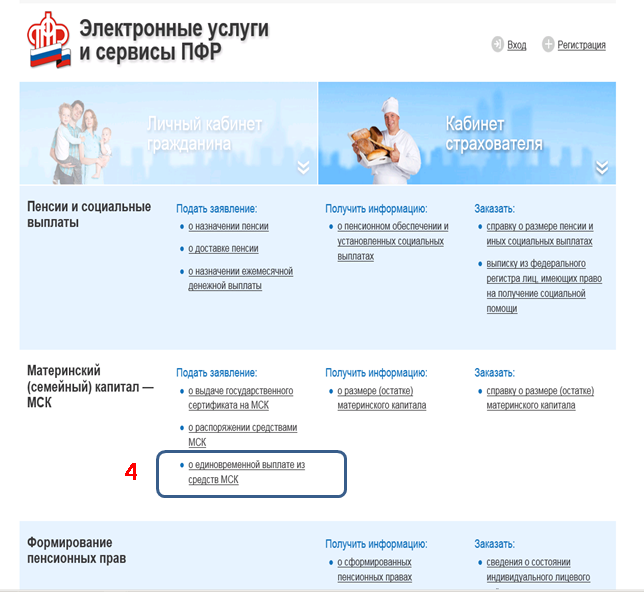 Электронные услуги
и сервисы ПФР
Вход
Регистрация
Личный кабинет
гражданина
Кабинет
страхователя
Пенсии и социальные
выплаты
Подать заявление:
о назначении пенсии
о доставке пенсии
о назначении ежемесячной
денежной выплаты
Получить информацию:
о пенсионном обеспечении и
установленных социальных
выплатах
Заказать:
справку о размере пенсии и
иных социальных выплатах
выписку из федерального
регистра лиц, имеющих право
на получение социальной
помощи
Материнский
(семейный) капитал —
МСК
Подать заявление:
о выдаче государственного
сертификата на МСК
о распоряжении средствами
МСК
4
о единовременной выплате из
средств МСК
Получить информацию:
о размере (остатке)
материнского капитала
Заказать:
справку о размере (остатке)
материнского капитала
Формирование
пенсионных прав
Получить информацию:
о сформированных
пенсионных правах
Заказать:
сведения о состоянии
индивидуального лицевого